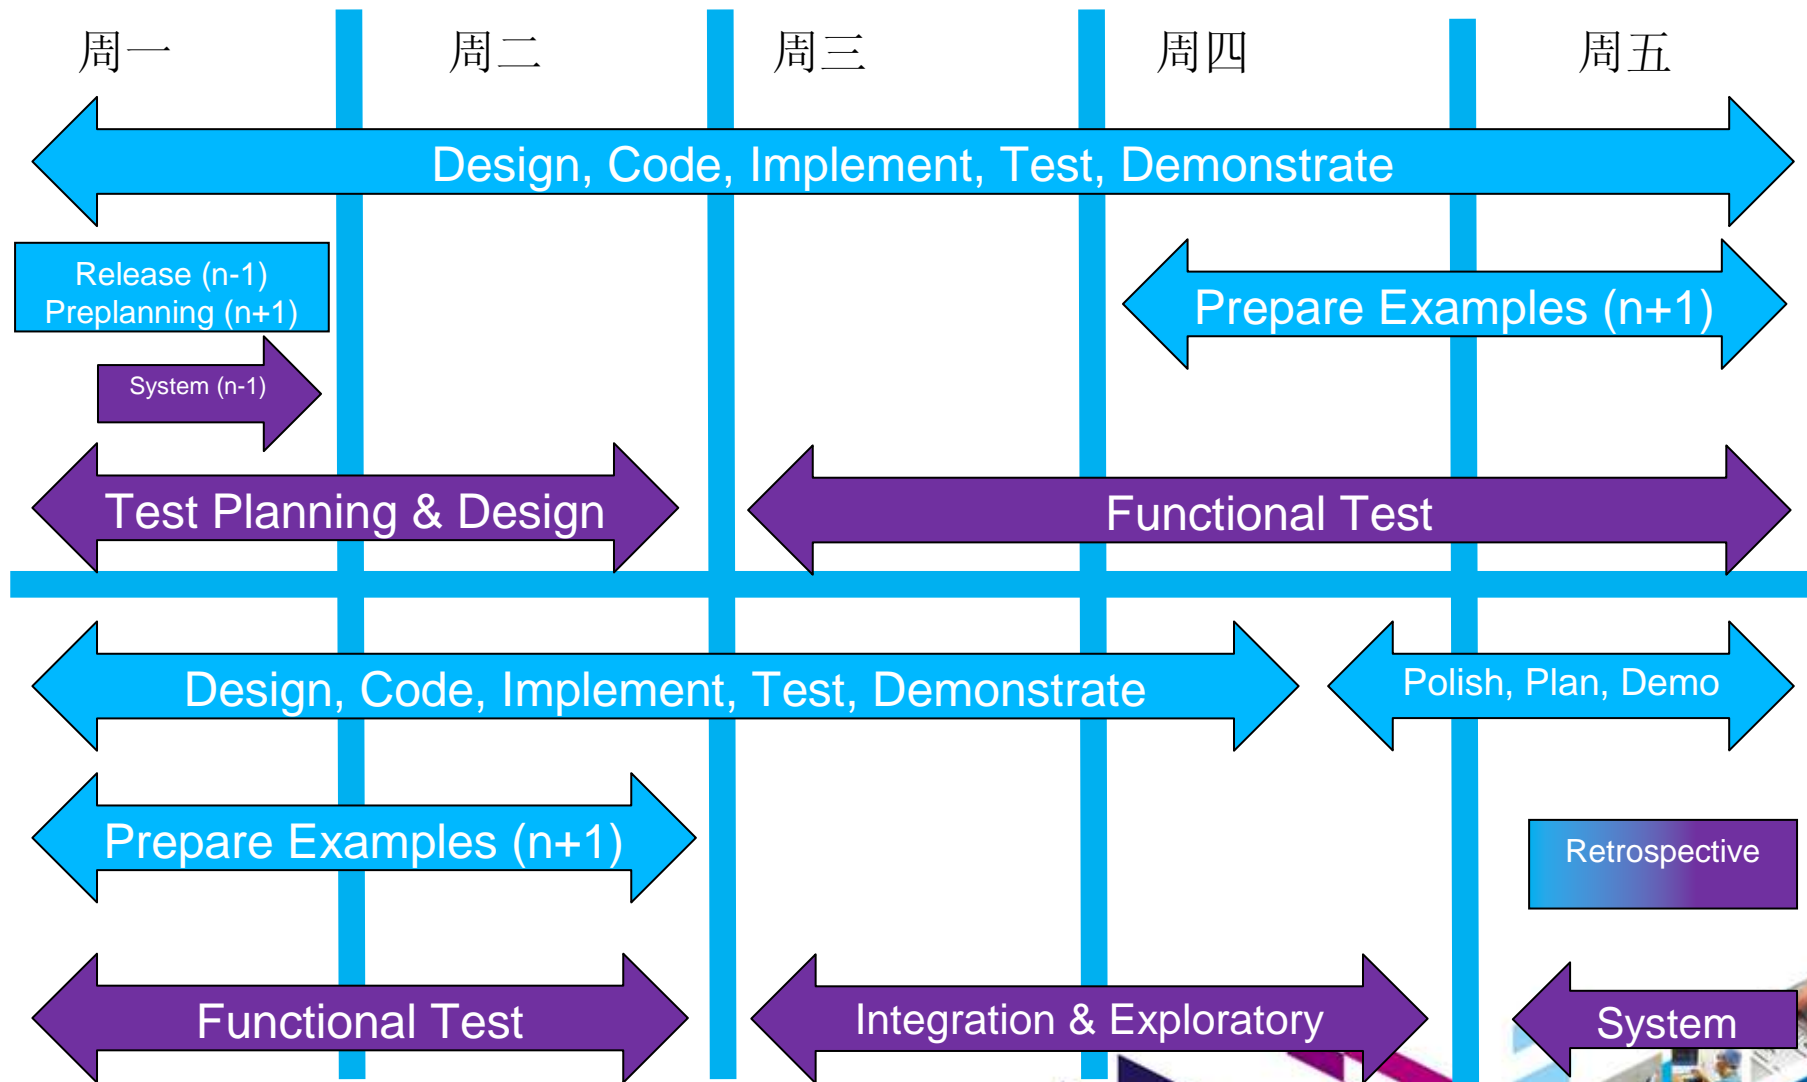 周一
周二
周三
周四
周五
Design, Code, Implement, Test, Demonstrate
Release (n-1)
Preplanning (n+1)
Prepare Examples (n+1)
System (n-1)
Test Planning & Design
Functional Test
Design, Code, Implement, Test, Demonstrate
Polish, Plan, Demo
Prepare Examples (n+1)
Retrospective
Functional Test
Integration & Exploratory
System